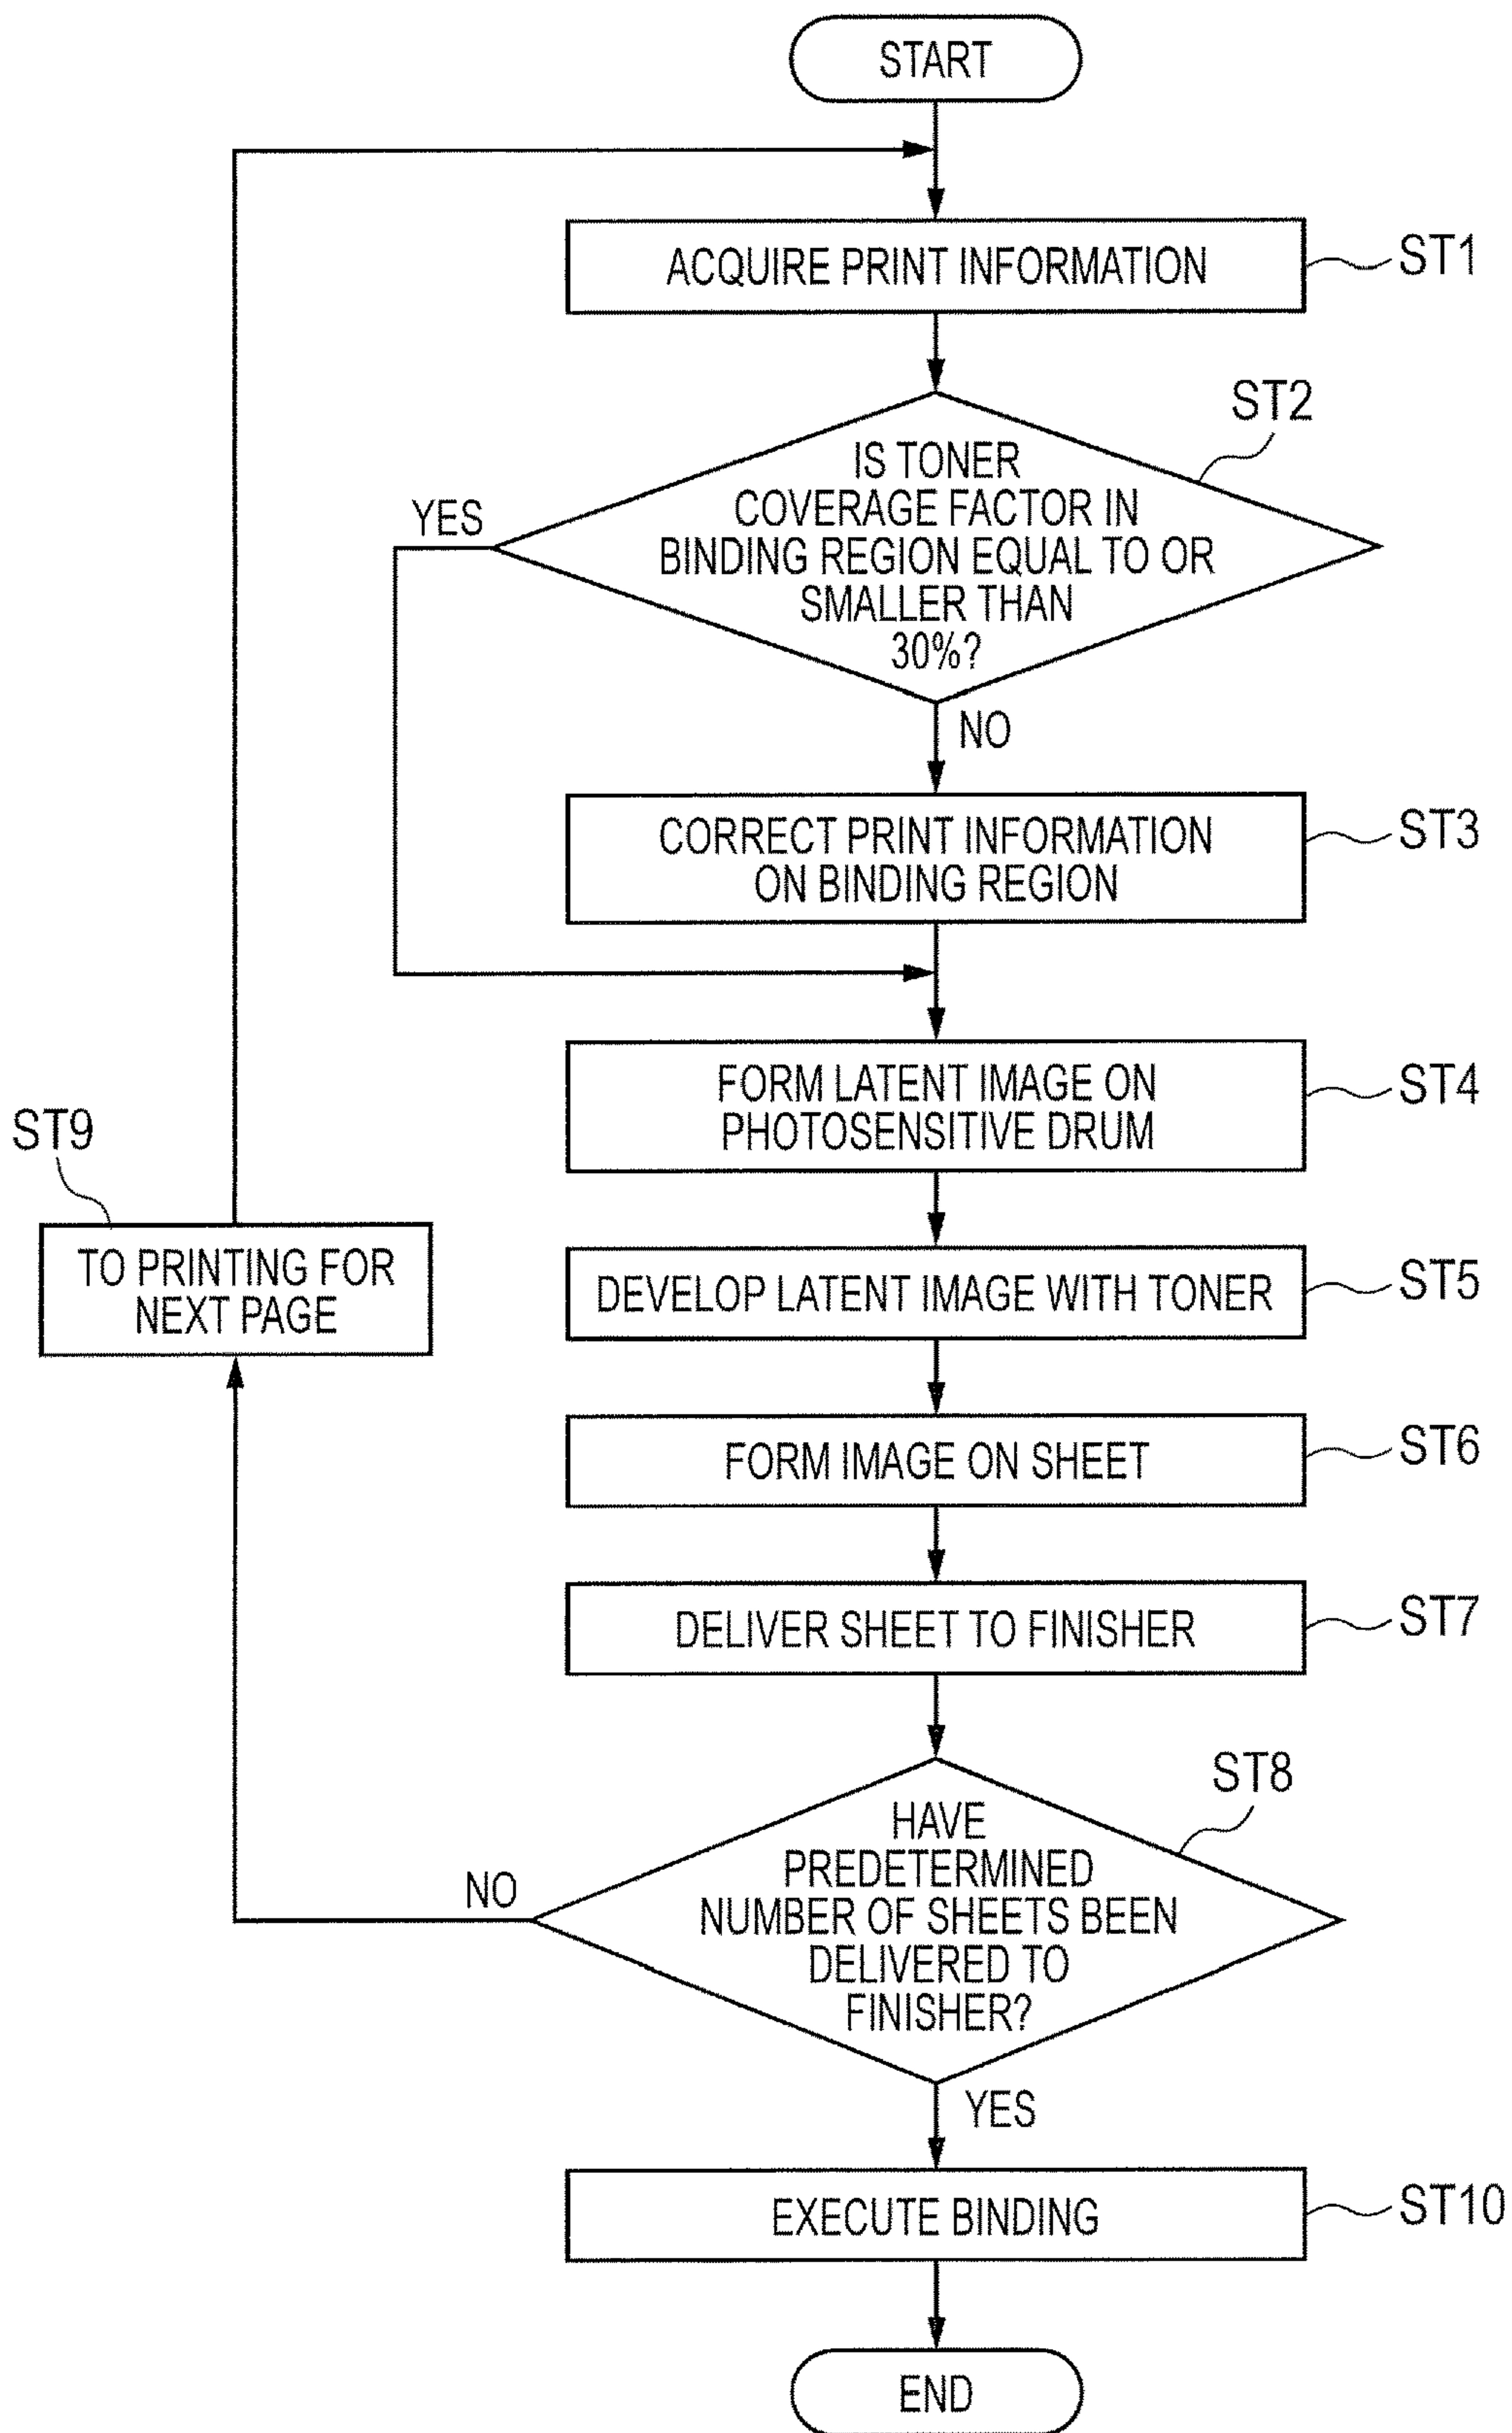 START
ACQUIRE PRINT INFORMATION
ST1
ST2
IS TONER
COVERAGE FACTOR IN
BINDING REGION EQUAL TO OR
SMALLER THAN
30%?
YES
NO
CORRECT PRINT INFORMATION
ON BINDING REGION
ST3
FORM LATENT IMAGE ON
PHOTOSENSITIVE DRUM
ST4
ST9
TO PRINTING FOR
NEXT PAGE
DEVELOP LATENT IMAGE WITH TONER
ST5
FORM IMAGE ON SHEET
ST6
DELIVER SHEET TO FINISHER
ST7
ST8
HAVE
PREDETERMINED
NUMBER OF SHEETS BEEN
DELIVERED TO
FINISHER?
NO
YES
EXECUTE BINDING
ST10
END